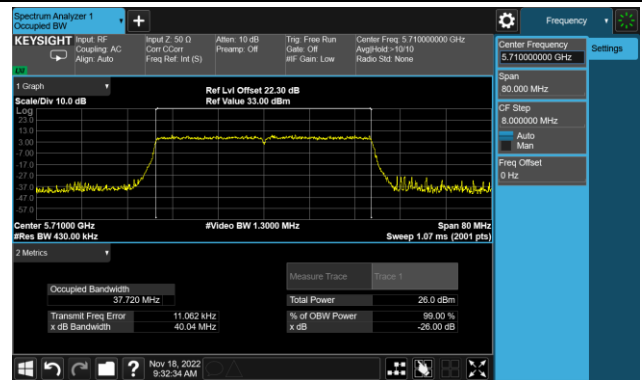 Spectrum Analyzer 1
Occupied BW
Frequency
KEYSIGHT
Input: RF
Coupling: AC
Align: Auto
Input Z: 50 Ω
Corr CCorr
Freq Ref: Int (S)
Atten: 10 dB
Preamp: Off
Trig: Free Run
Gate: Off
#IF Gain: Low
Center Freq: 5.710000000 GHz
Avg|Hold:>10/10
Radio Std: None
Center Frequency
5.710000000 GHz
Settings
Span
80.000 MHz
CF Step
8.000000 MHz
Auto
Man
Freq Offset
0 Hz
1 Graph
Scale/Div 10.0 dB
Ref Lvl Offset 22.30 dB
Ref Value 33.00 dBm
Log
23.0
13.0
3.00
-7.00
-17.0
-27.0
-37.0
-47.0
-57.0
Center 5.71000 GHz
#Res BW 430.00 kHz
#Video BW 1.3000 MHz
Span 80 MHz
Sweep 1.07 ms (2001 pts)
2 Metrics
Measure Trace
Trace 1
Occupied Bandwidth
37.720 MHz
Total Power
26.0 dBm
Transmit Freq Error
11.062 kHz
% of OBW Power
99.00 %
x dB Bandwidth
40.04 MHz
x dB
-26.00 dB
?
Nov 18, 2022
9:32:34 AM